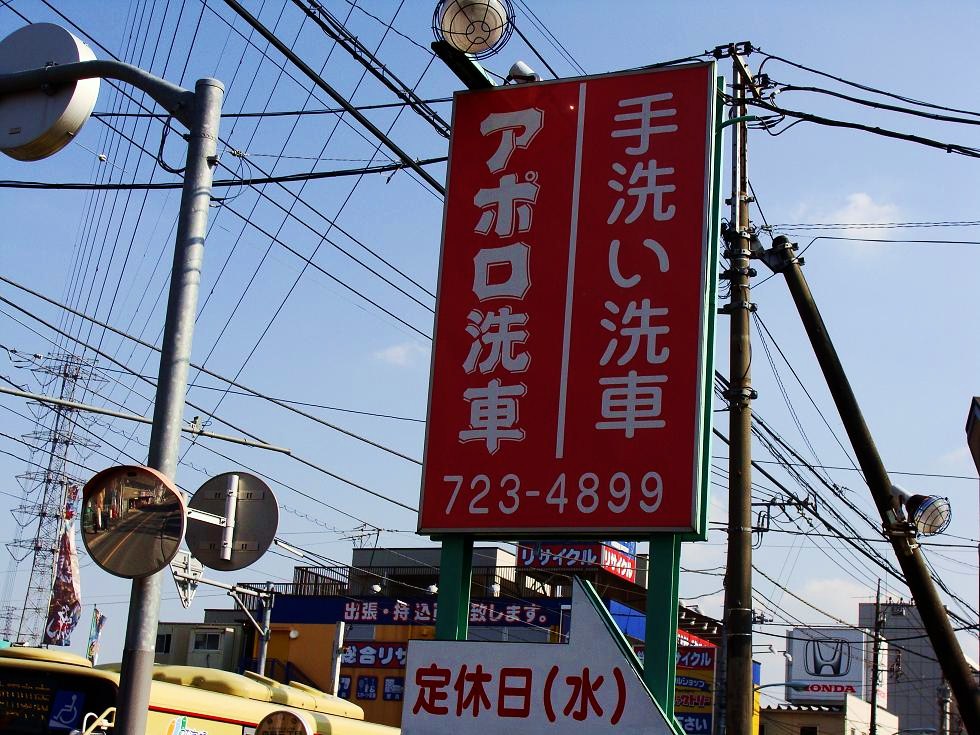 手洗い洗車
アポロ洗車
723-4899
定休日(水)
リサイクル
出張・持込
致します。
総合リサ
HONDA